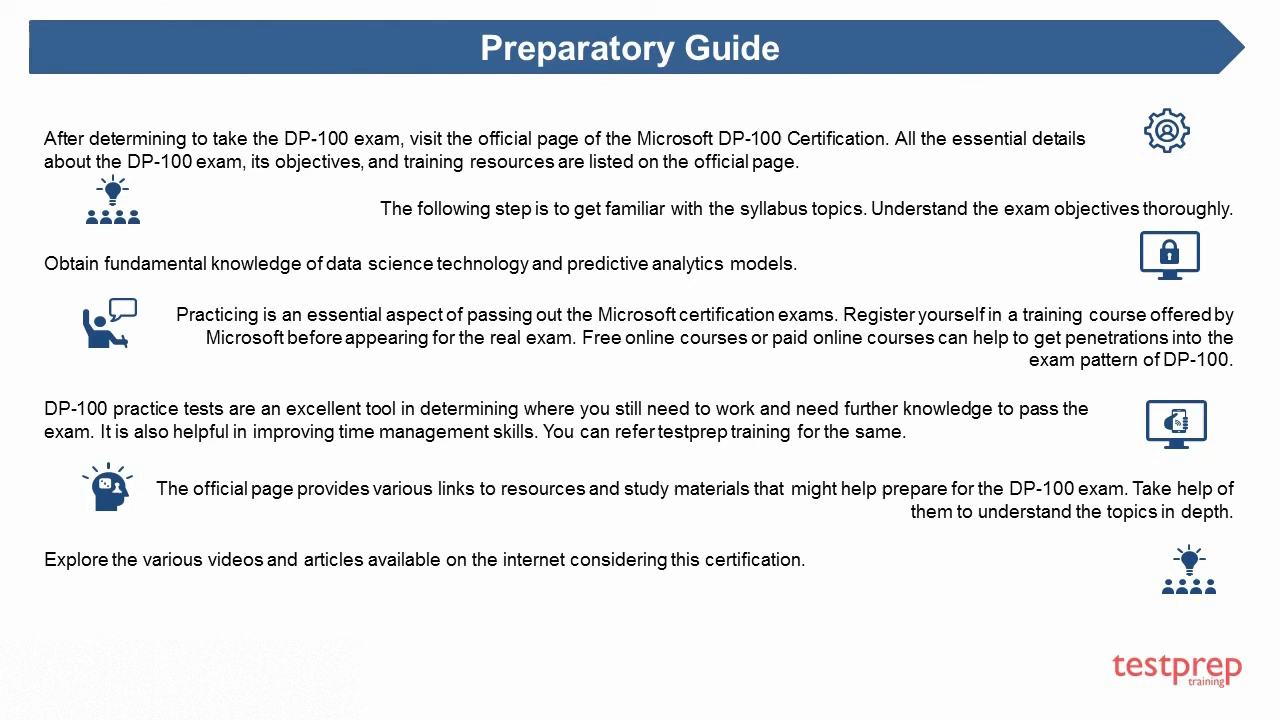 Preparatory Guide
After determining to take the DP-100 exam, visit the official page of the Microsoft DP-100 Certification. All the essential details
about the DP-100 exam, its objectives, and training resources are listed on the official page.
The following step is to get familiar with the syllabus topics. Understand the exam objectives thoroughly.
Obtain fundamental knowledge of data science technology and predictive analytics models.
Practicing is an essential aspect of passing out the Microsoft certification exams. Register yourself in a training course offered by
Microsoft before appearing for the real exam. Free online courses or paid online courses can help to get penetrations into the
exam pattern of DP-100.
DP-100 practice tests are an excellent tool in determining where you still need to work and need further knowledge to pass the
exam. It is also helpful in improving time management skills. You can refer testprep training for the same.
The official page provides various links to resources and study materials that might help prepare for the DP-100 exam. Take help of
them to understand the topics in depth.
Explore the various videos and articles available on the internet considering this certification.
testprep
training